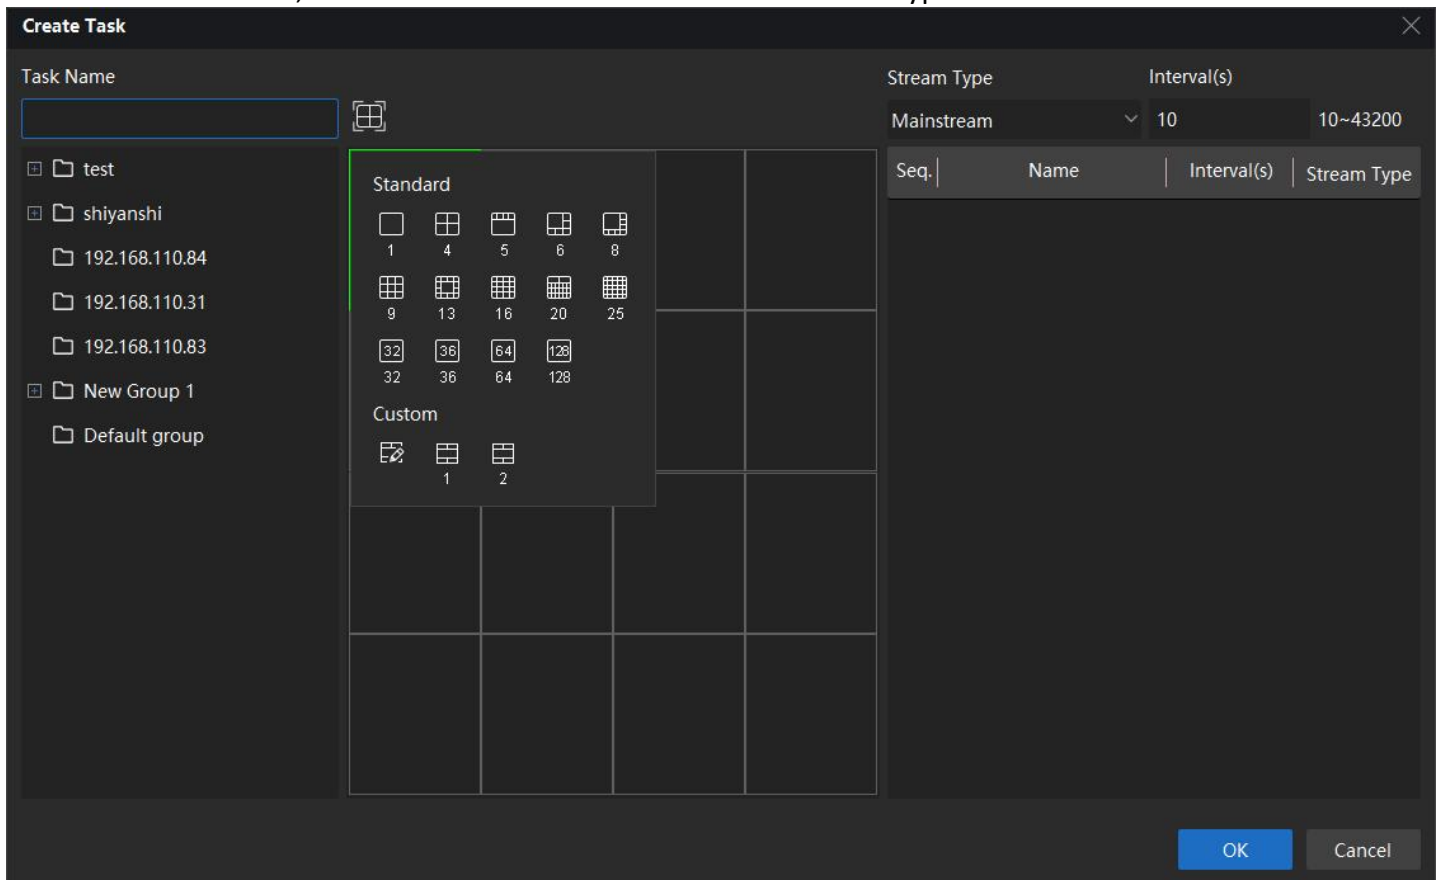 Create Task
Task Name
Stream Type
Interval(s)
Mainstream
10
10~43200
test
shiyanshi
192.168.110.84
192.168.110.31
192.168.110.83
New Group 1
Default group
Standard
1 4 5 6 8
9 13 16 20 25
32 36 64 128
32 36 64 128
Custom
1 2
Seq. Name Interval(s) Stream Type
OK Cancel